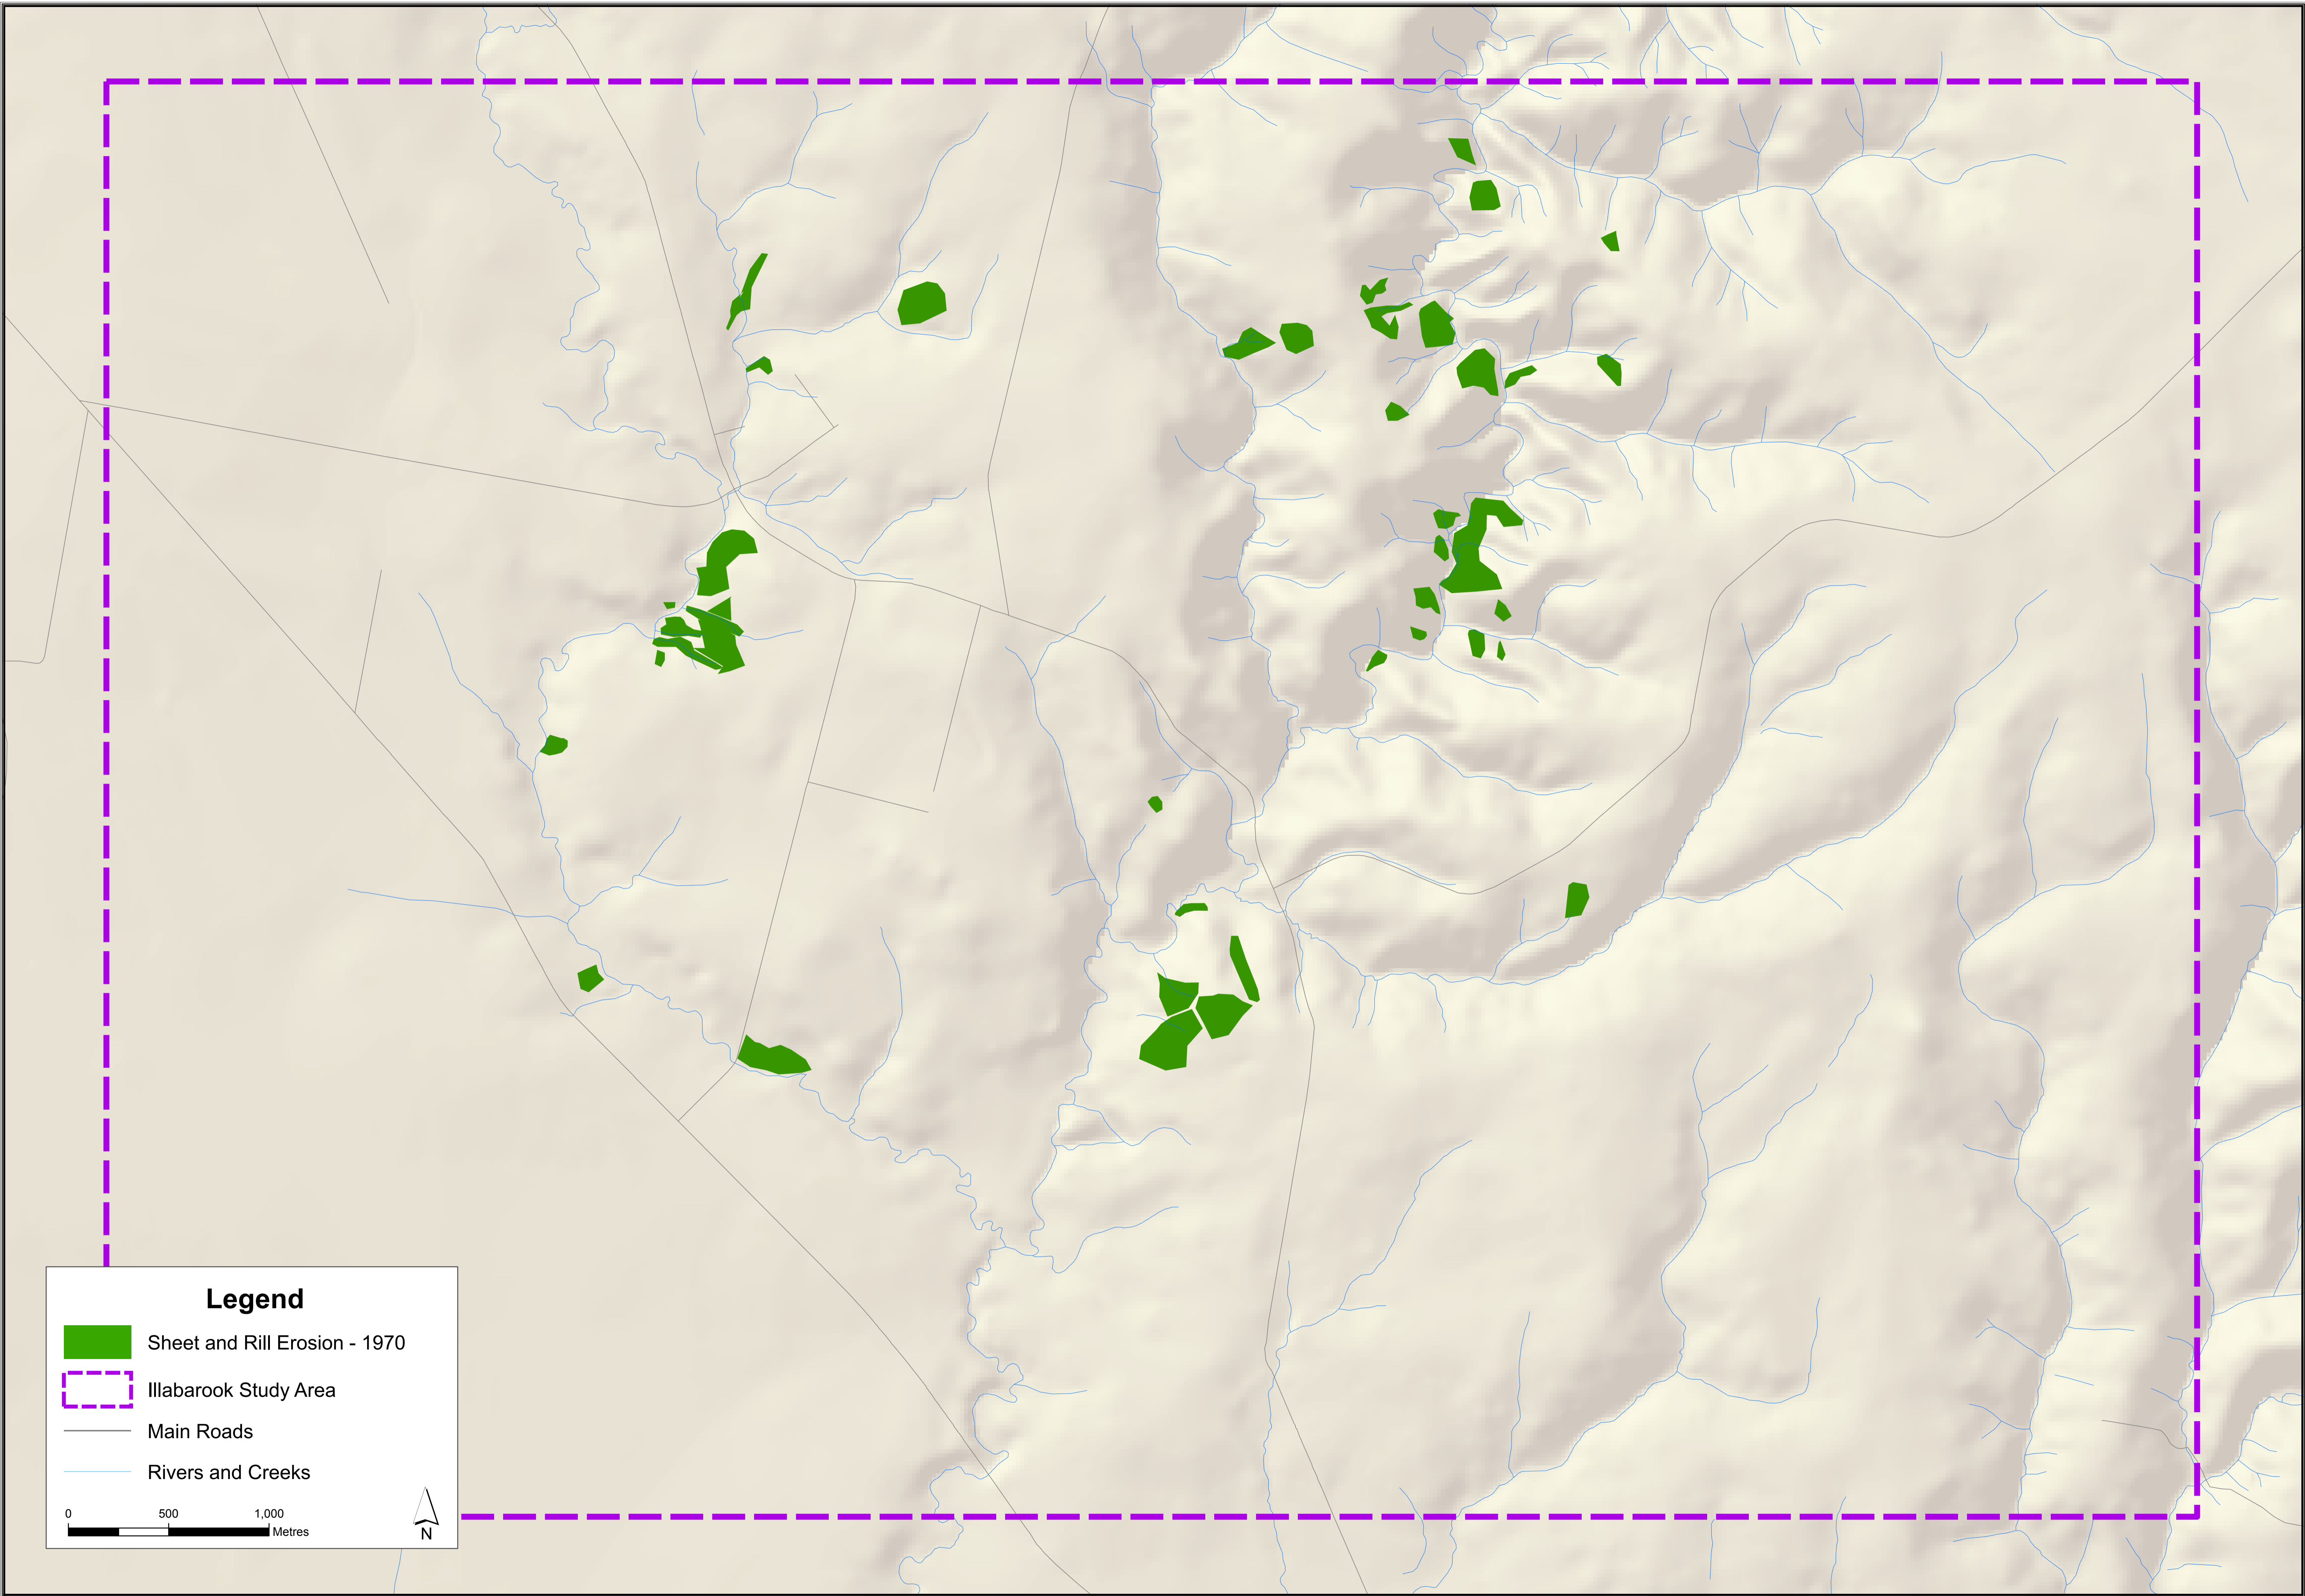 Legend
Sheet and Rill Erosion - 1970
Illabarook Study Area
Main Roads
Rivers and Creeks
0 500 1,000
Metres
N